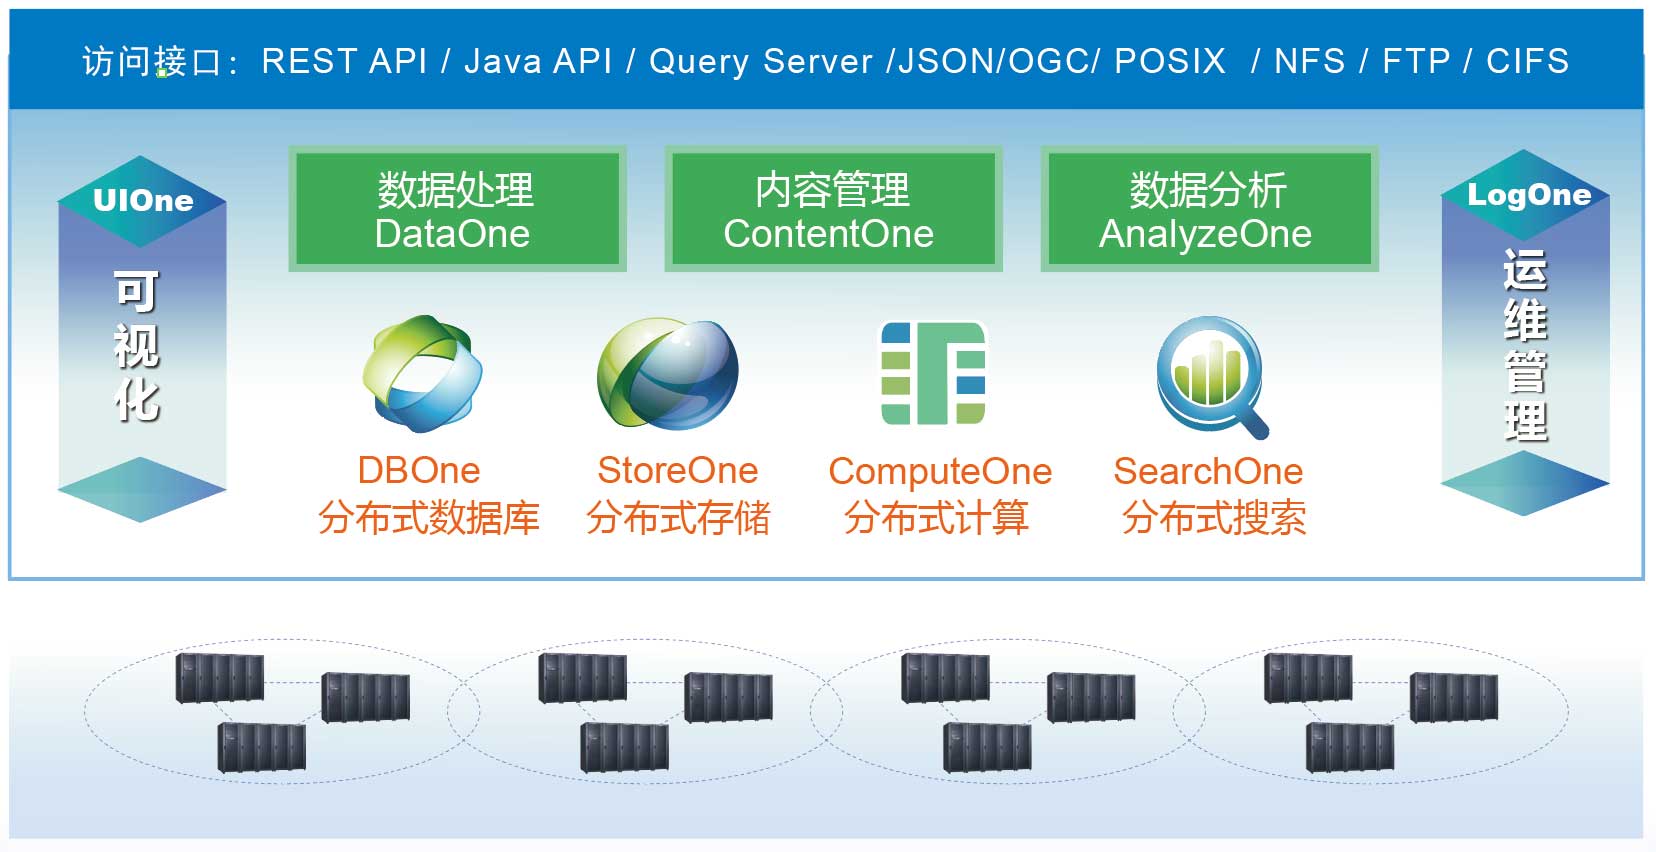 访问接口：REST API / Java API / Query Server /JSON/OGC/ POSIX / NFS / FTP / CIFS
UIOne
可视化
数据处理
DataOne
内容管理
ContentOne
数据分析
AnalyzeOne
LogOne
运维管理
DBOne
分布式数据库
StoreOne
分布式存储
ComputeOne
分布式计算
SearchOne
分布式搜索